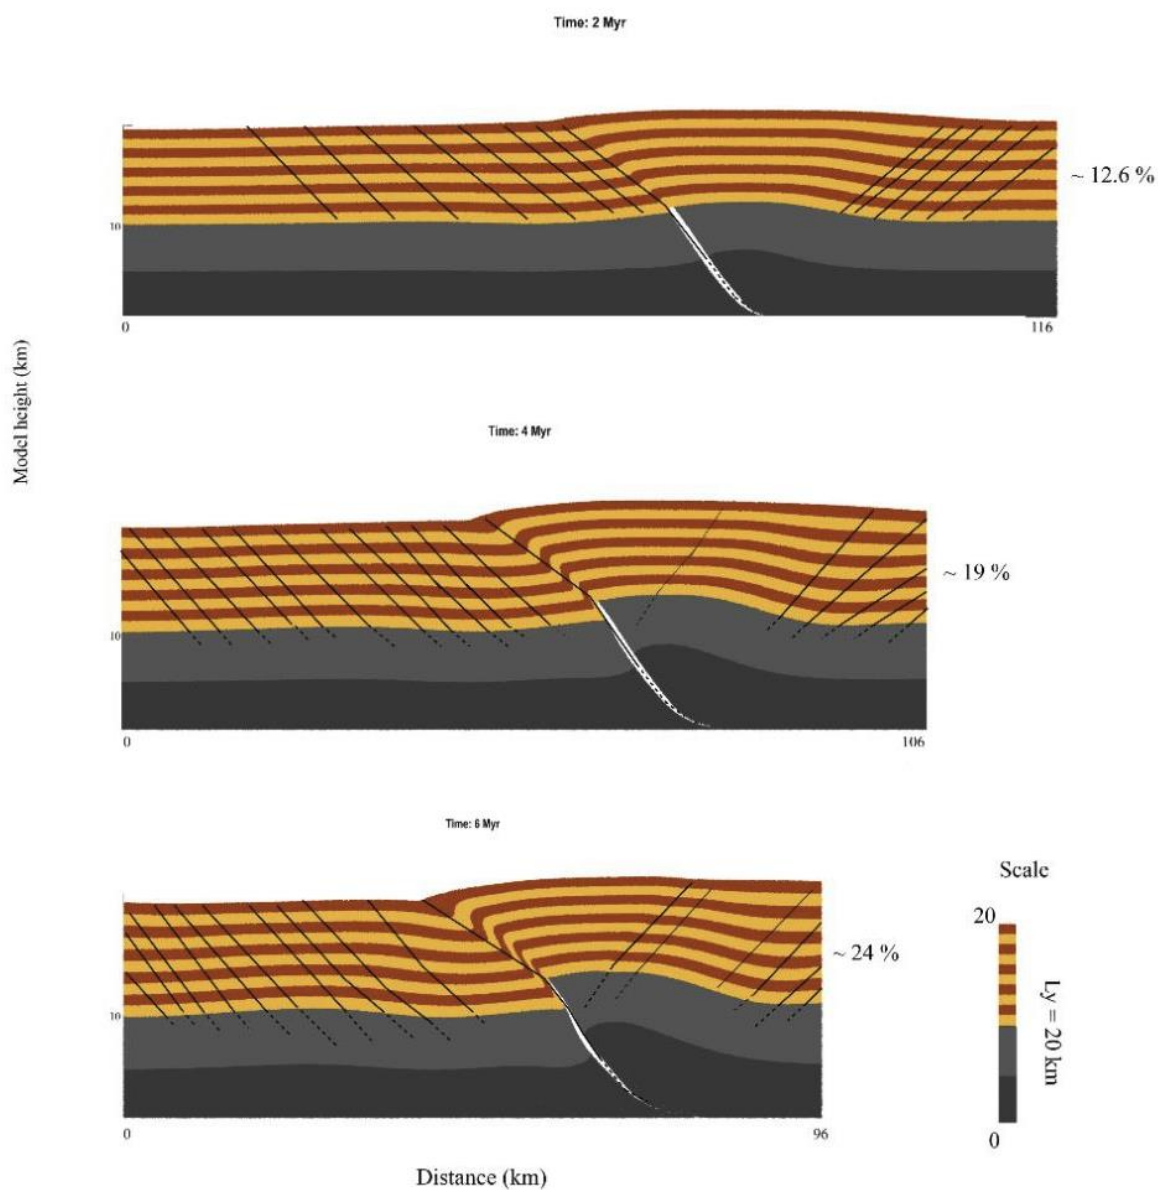 Time: 2 Myr
~ 12.6 %
10
0
116
Model height (km)
Time: 4 Myr
~ 19 %
10
0
106
Time: 6 Myr
Scale
20
~ 24 %
Ly = 20 km
10
0
0
96
Distance (km)